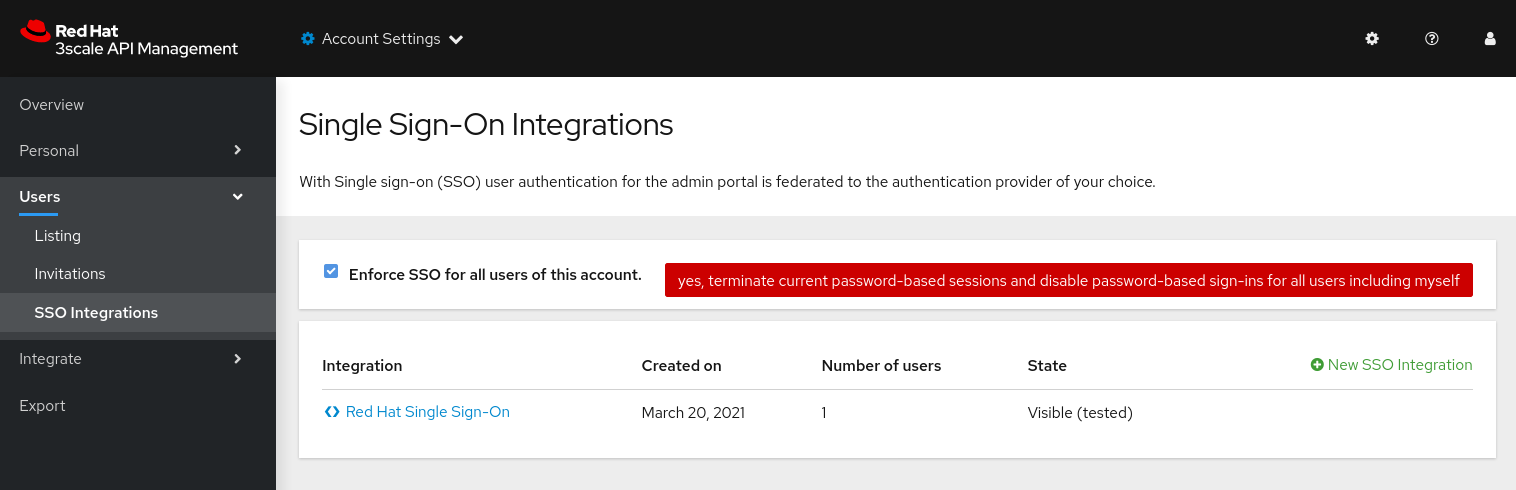 Red Hat
3scale API Management
Account Settings
Overview
Personal
Users
Listing
Invitations
SSO Integrations
Integrate
Export
Single Sign-On Integrations
With Single sign-on (SSO) user authentication for the admin portal is federated to the authentication provider of your choice.
Enforce SSO for all users of this account.
yes, terminate current password-based sessions and disable password-based sign-ins for all users including myself
Integration Created on Number of users State New SSO Integration
Red Hat Single Sign-On March 20, 2021 1 Visible (tested)